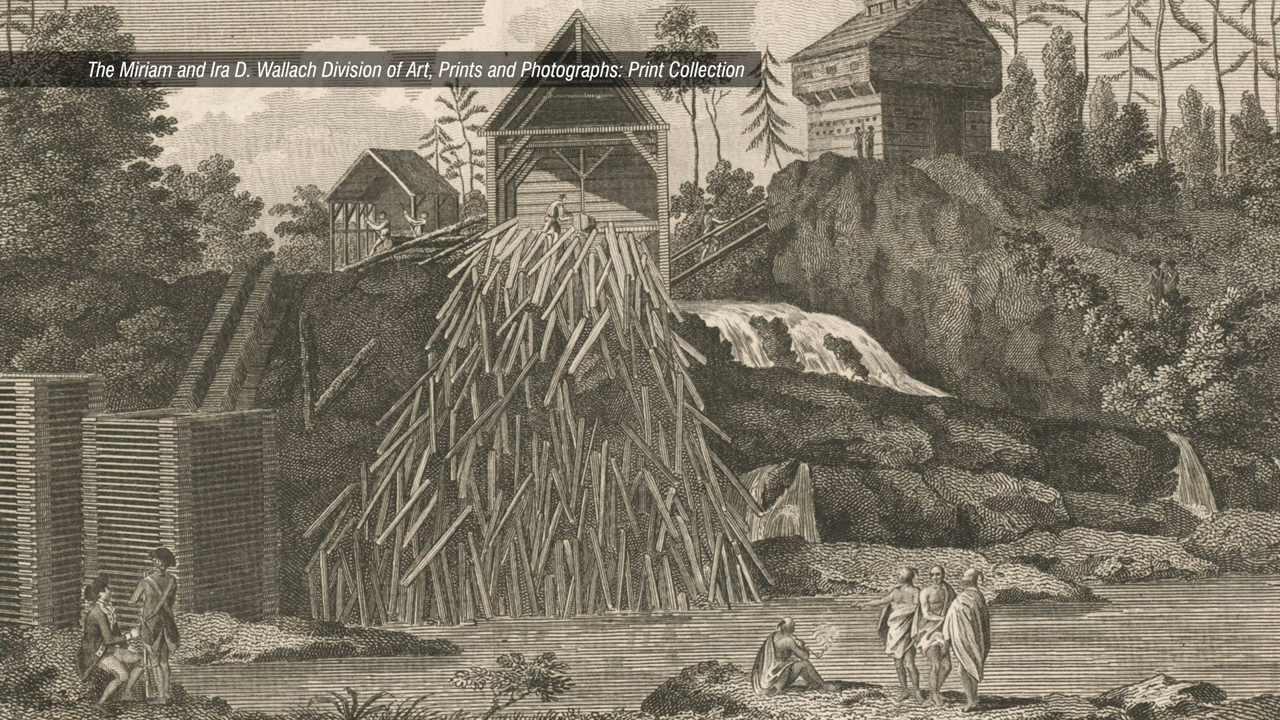 The Miriam and Ira D. Wallach Division of Art, Prints and Photographs: Print Collection